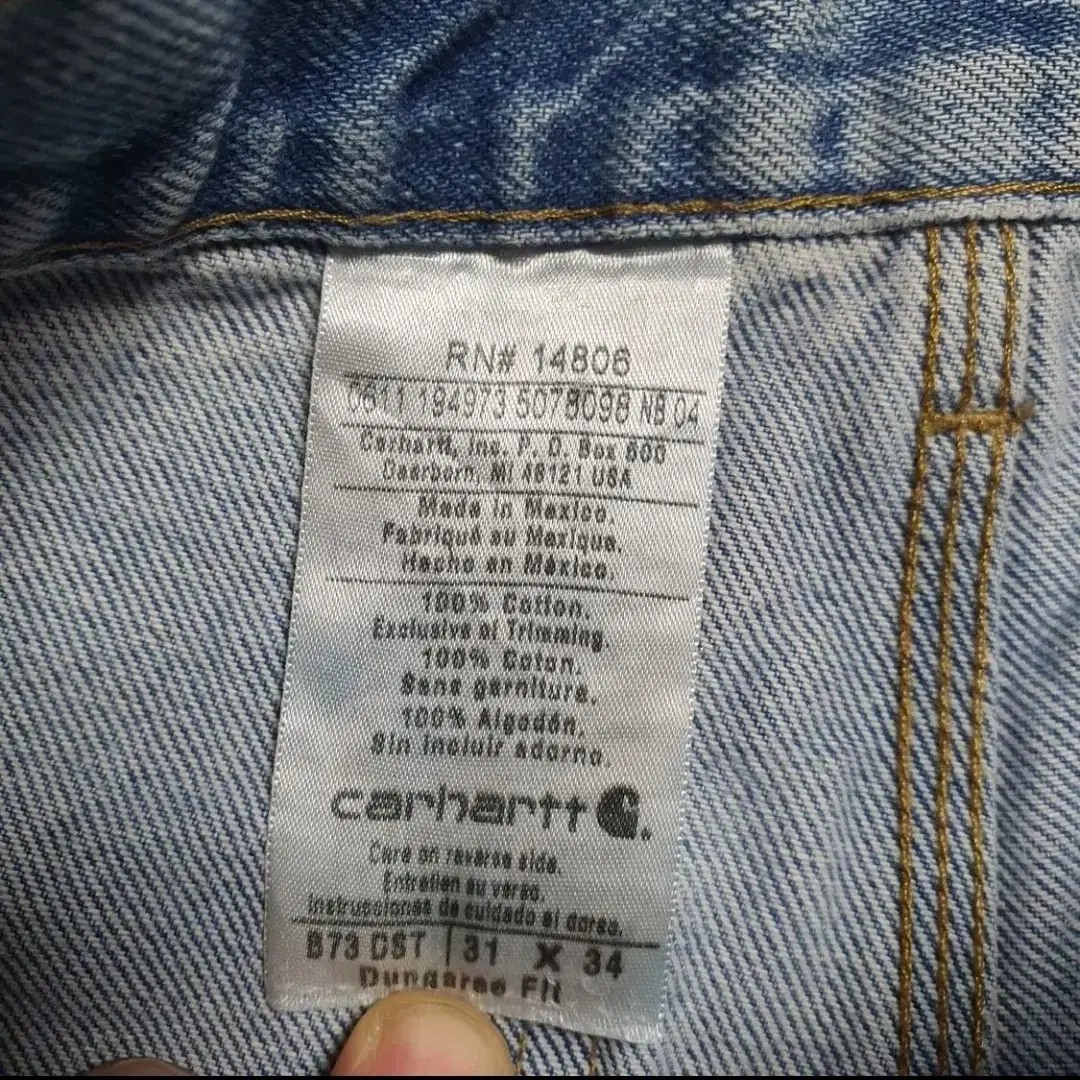 RN# 14806
0611 194973 5078098 NB 04
Carhartt, Inc. P. O. Box 600
Dearborn, MI 48121 USA
Made in Mexico.
Fabriqué au Mexique.
Hecho en México.
100% Cotton.
Exclusive of Trimming.
100% Coton.
Sans garniture.
100% Algodón.
Sin incluir adorno.
carhartt
Care on reverse side.
Entretien au verso.
Instrucciones de cuidado al dorso.
B73 DST | 31 X 34
Dungaree Fit